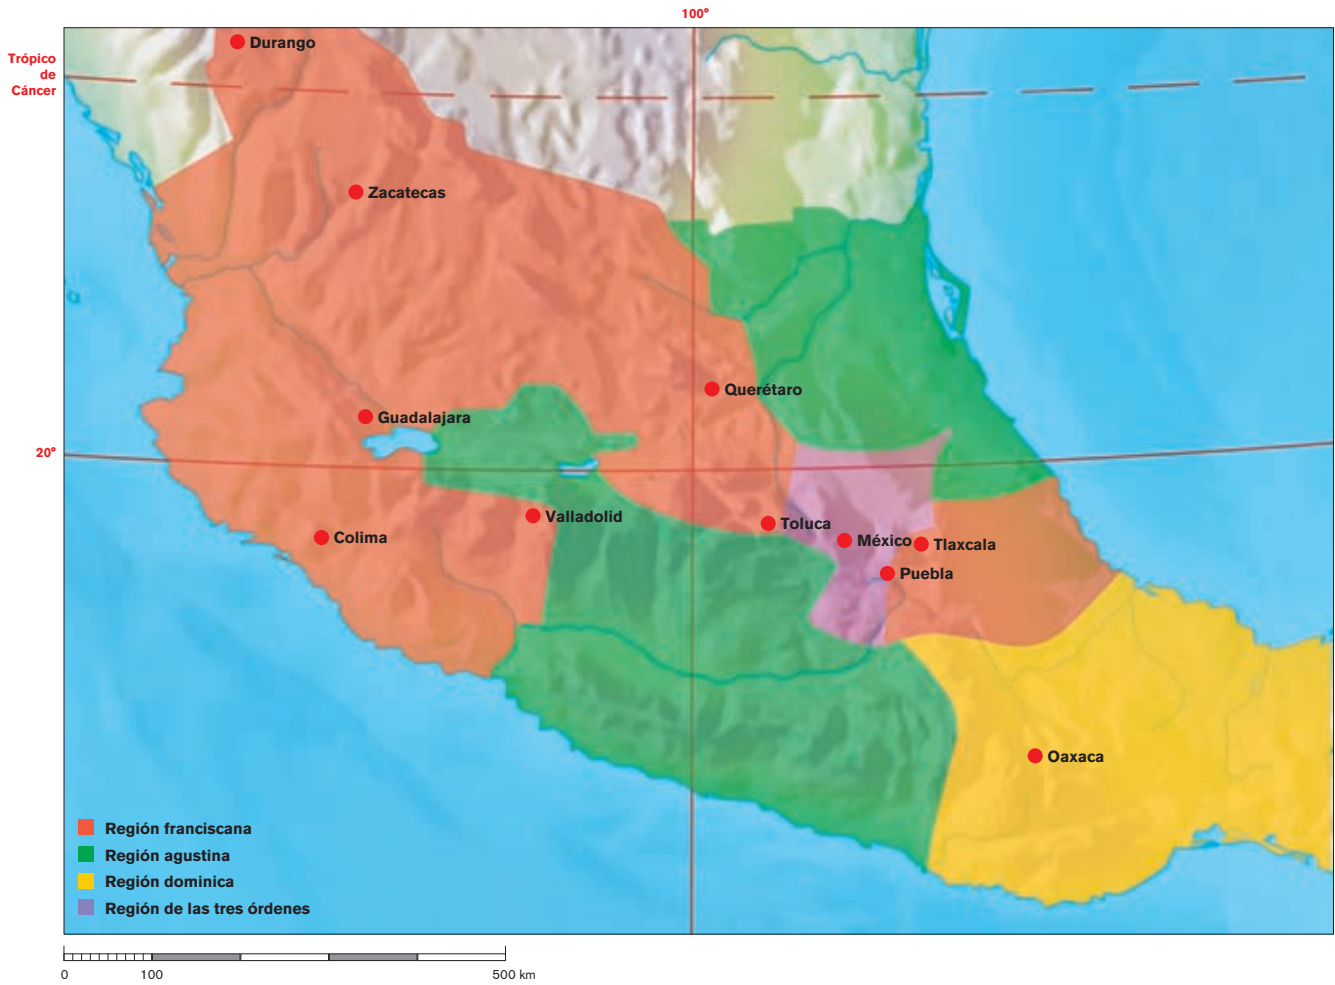 100°
Trópico
de
Cáncer
Durango
Zacatecas
Querétaro
Guadalajara
20°
Valladolid
Toluca
Colima
México
Tlaxcala
Puebla
Oaxaca
Región franciscana
Región agustina
Región dominica
Región de las tres órdenes
0 100 500 km